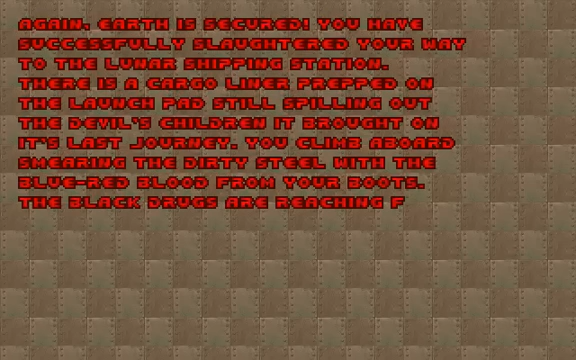 AGAIN, EARTH IS SECURED! YOU HAVE
SUCCESSFULLY SLAUGHTERED YOUR WAY
TO THE LUNAR SHIPPING STATION.
THERE IS A CARGO LINER PREPPED ON
THE LAUNCH PAD STILL SPILLING OUT
THE DEVIL'S CHILDREN IT BROUGHT ON
IT'S LAST JOURNEY. YOU CLIMB ABOARD
SMEARING THE DIRTY STEEL WITH THE
BLUE-RED BLOOD FROM YOUR BOOTS.
THE BLACK DRUGS ARE REACHING F